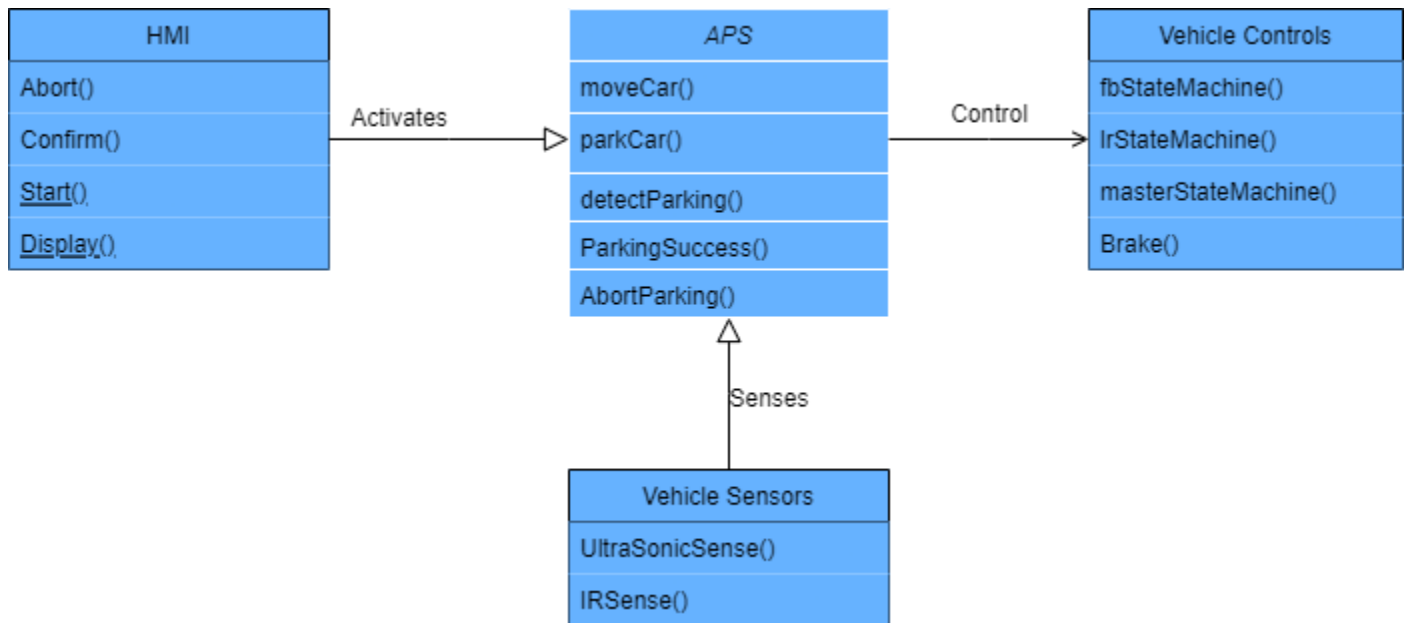 HMI
Abort()
Confirm()
Start()
Display()
Activates
APS
moveCar()
parkCar()
detectParking()
ParkingSuccess()
AbortParking()
Control
Vehicle Controls
fbStateMachine()
lrStateMachine()
masterStateMachine()
Brake()
Senses
Vehicle Sensors
UltraSonicSense()
IRSense()